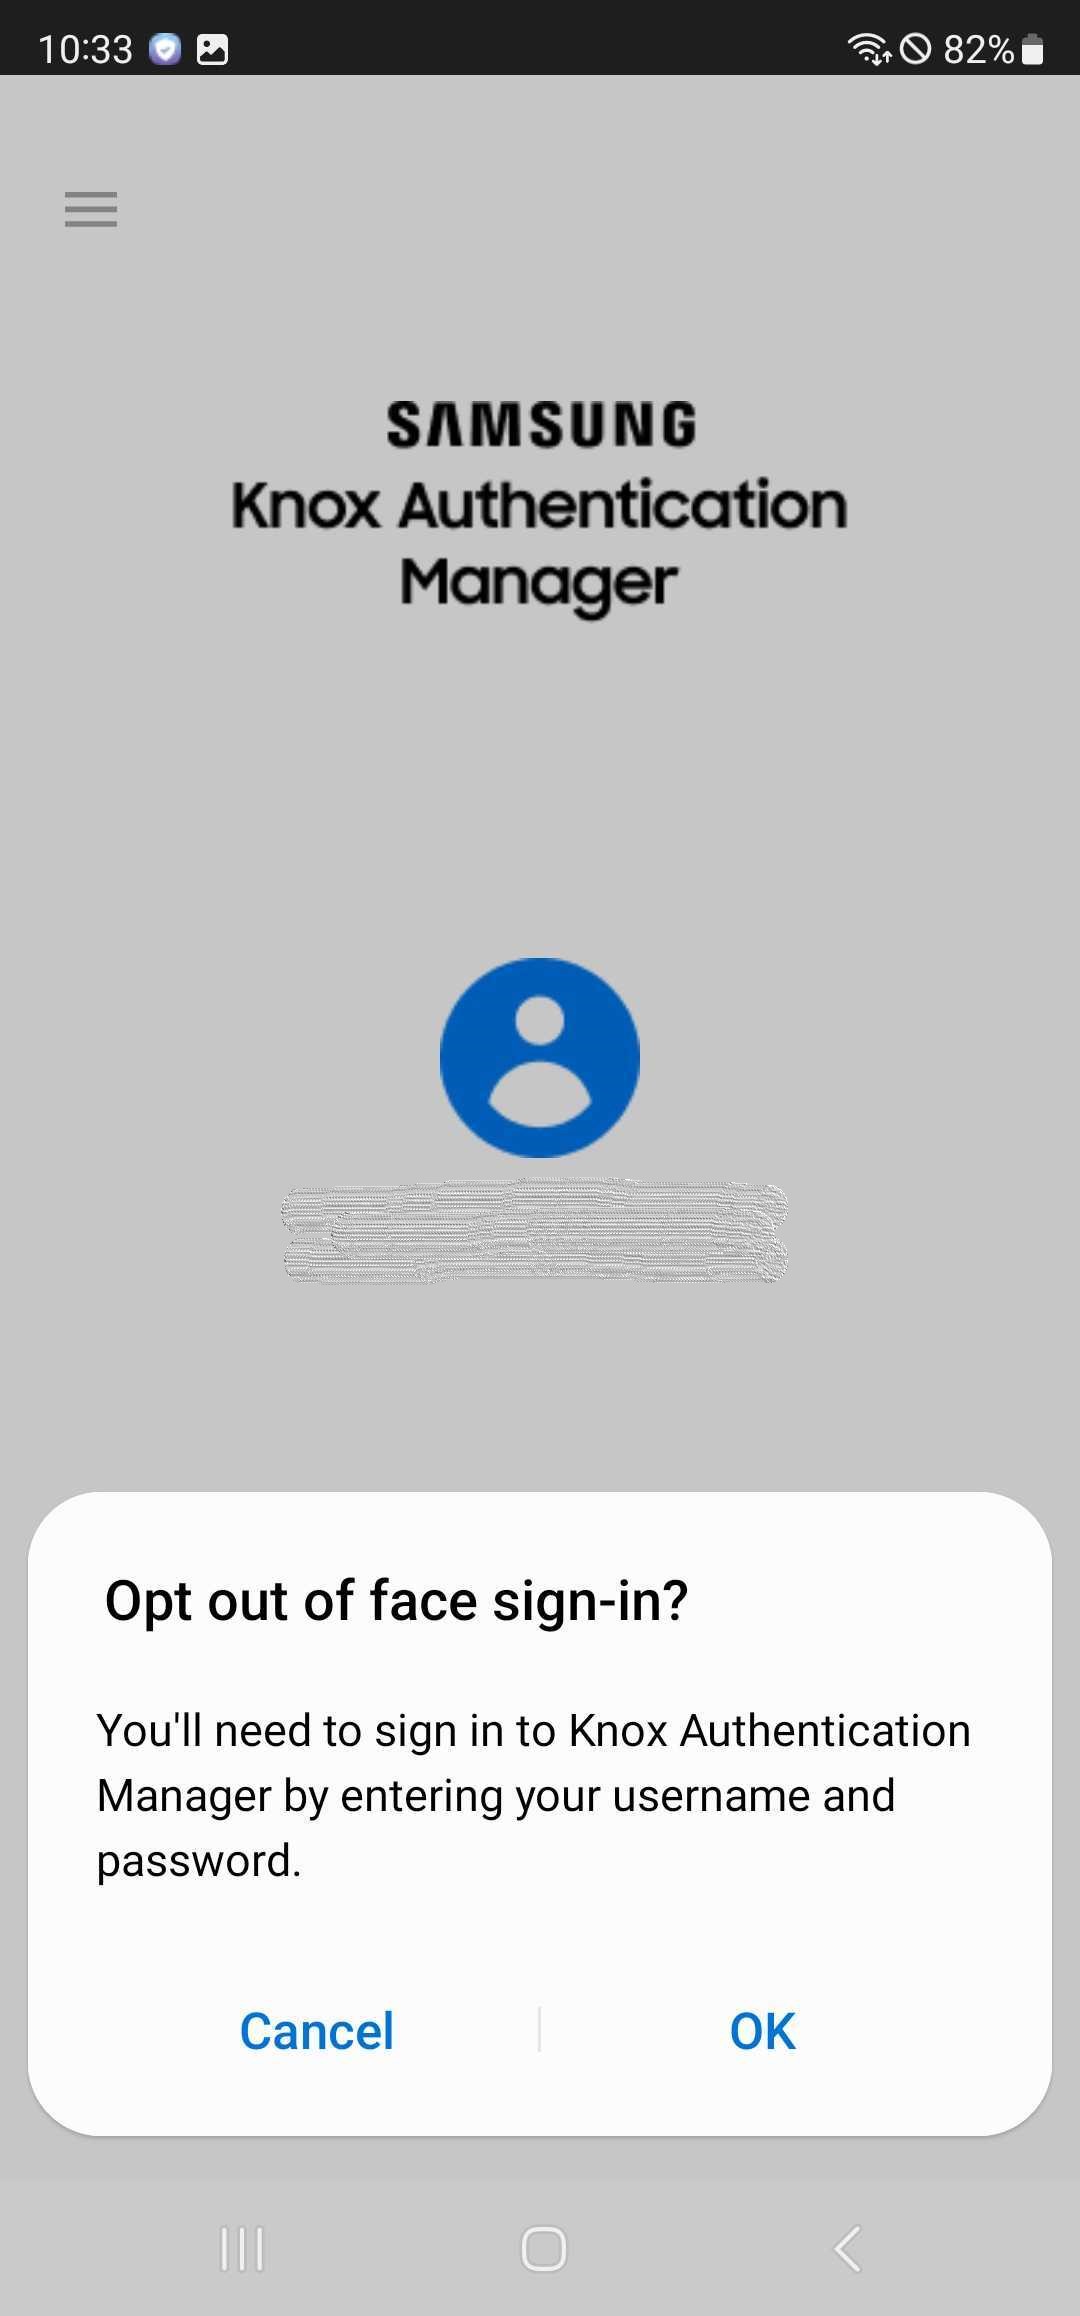 10:33
82%
SAMSUNG
Knox Authentication
Manager
Opt out of face sign-in?
You'll need to sign in to Knox Authentication
Manager by entering your username and
password.
Cancel
OK